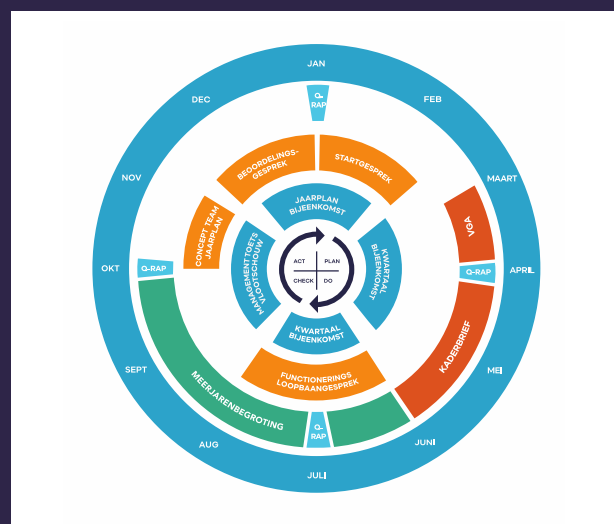 JAN
FEB
MAART
APRIL
MEI
JUNI
JULI
AUG
SEPT
OKT
NOV
DEC
Q-
RAP
Q-RAP
Q-
RAP
Q-RAP
VGA
KADERBRIEF
MEERJARENBEGROTING
BEOORDELINGS-
GESPREK
STARTGESPREK
CONCEPT TEAM
JAARPLAN
FUNCTIONERINGS
LOOPBAANGESPREK
JAARPLAN
BIJEENKOMST
KWARTAAL
BIJEENKOMST
KWARTAAL
BIJEENKOMST
MANAGEMENT TOETS
VLOOTSCHOUW
ACT
PLAN
CHECK
DO